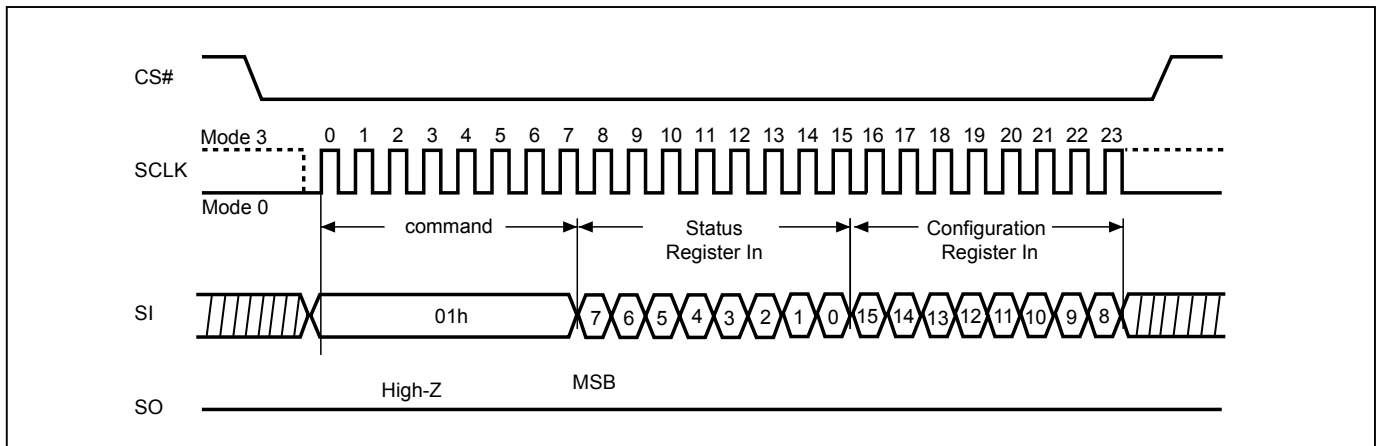 CS#
Mode 3
0 1 2 3 4 5 6 7 8 9 10 11 12 13 14 15 16 17 18 19 20 21 22 23
SCLK
Mode 0
command
Status
Register In
Configuration
Register In
SI
01h
7 6 5 4 3 2 1 0 15 14 13 12 11 10 9 8
High-Z
MSB
SO